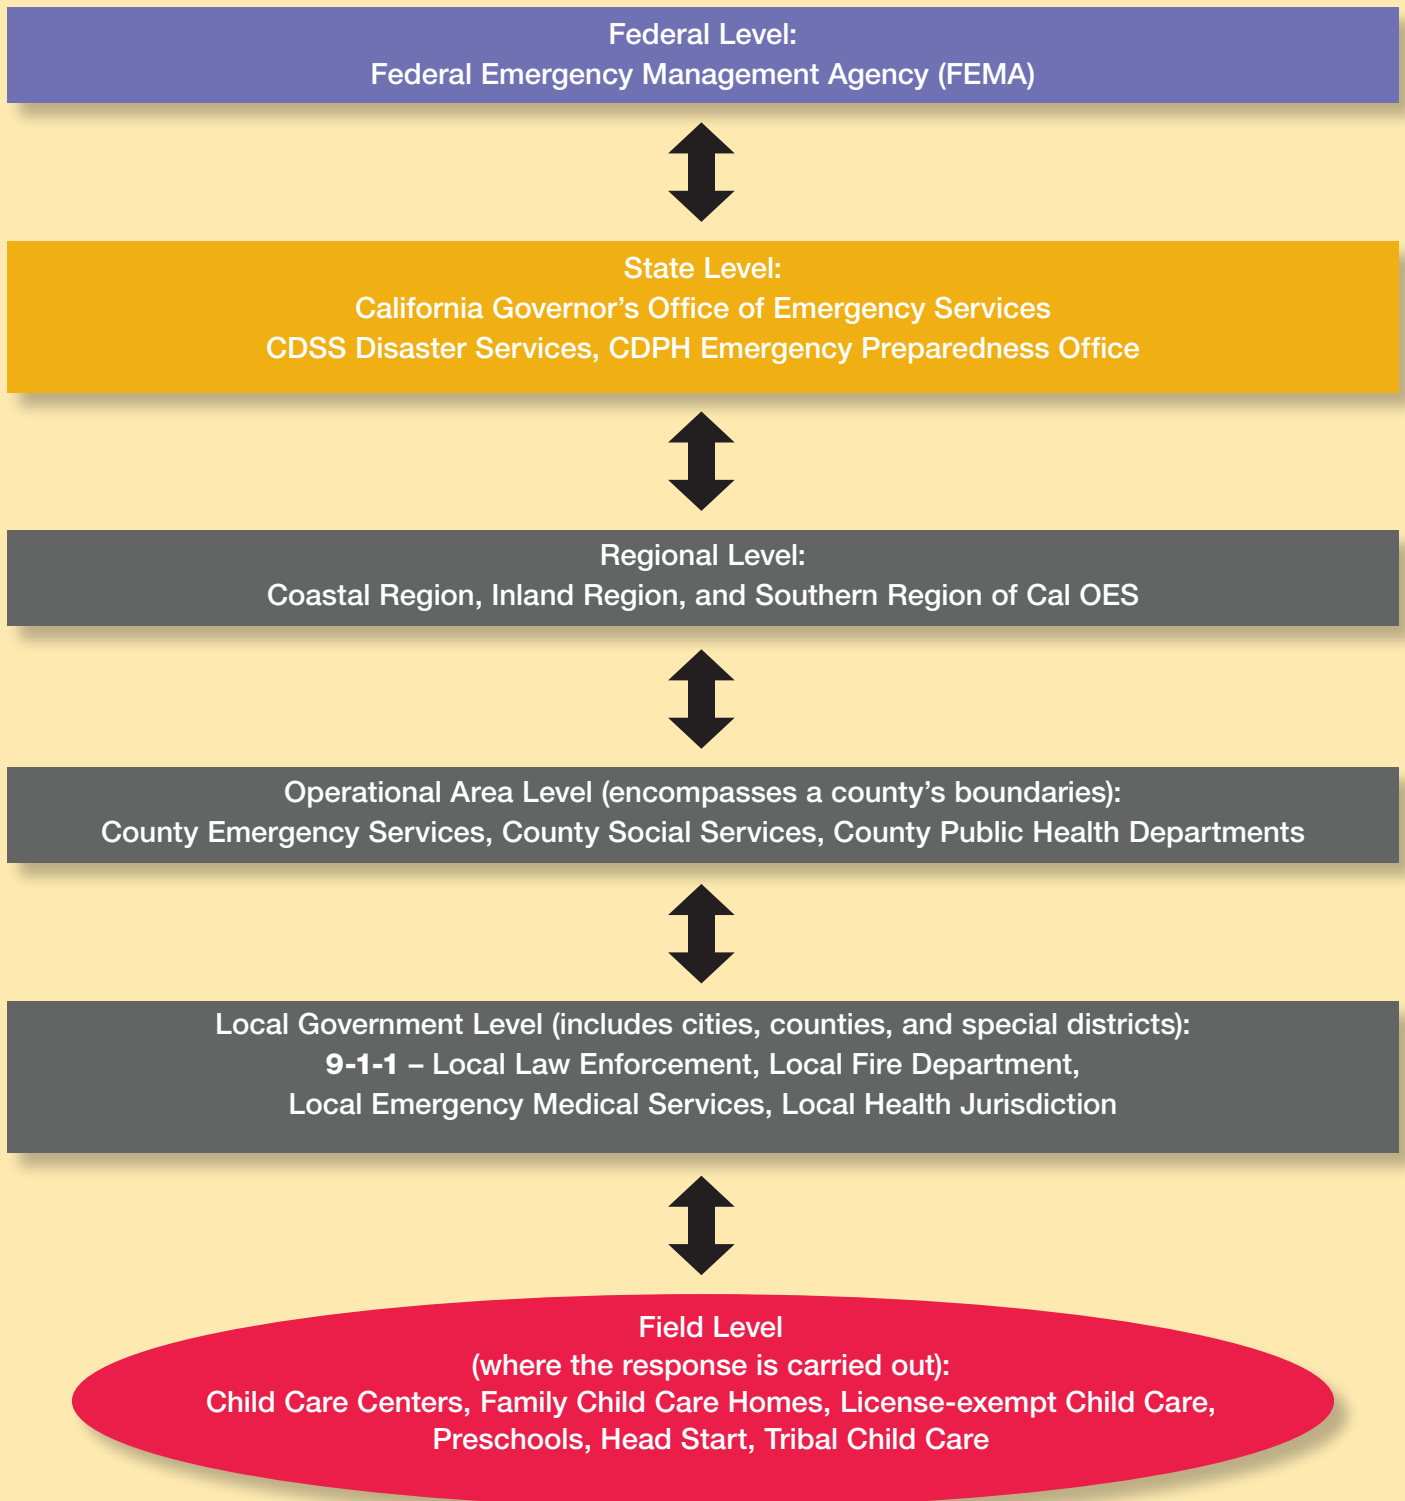 Federal Level:
Federal Emergency Management Agency (FEMA)
State Level:
California Governor’s Office of Emergency Services
CDSS Disaster Services, CDPH Emergency Preparedness Office
Regional Level:
Coastal Region, Inland Region, and Southern Region of Cal OES
Operational Area Level (encompasses a county’s boundaries):
County Emergency Services, County Social Services, County Public Health Departments
Local Government Level (includes cities, counties, and special districts):
9-1-1 – Local Law Enforcement, Local Fire Department,
Local Emergency Medical Services, Local Health Jurisdiction
Field Level
(where the response is carried out):
Child Care Centers, Family Child Care Homes, License-exempt Child Care,
Preschools, Head Start, Tribal Child Care